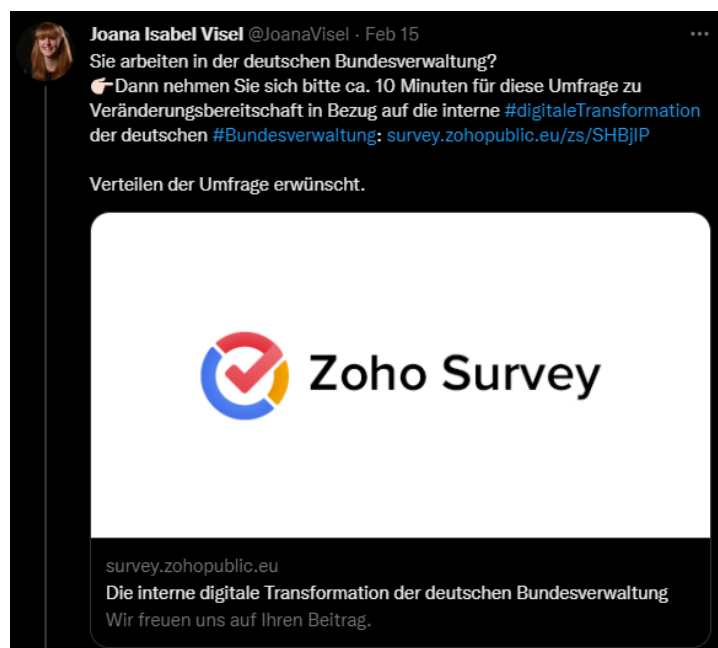 Joana Isabel Visel @JoanaVisel · Feb 15
Sie arbeiten in der deutschen Bundesverwaltung?
👉🏻Dann nehmen Sie sich bitte ca. 10 Minuten für diese Umfrage zu
Veränderungsbereitschaft in Bezug auf die interne #digitaleTransformation
der deutschen #Bundesverwaltung: survey.zohopublic.eu/zs/SHBjIP
Verteilen der Umfrage erwünscht.
Zoho Survey
survey.zohopublic.eu
Die interne digitale Transformation der deutschen Bundesverwaltung
Wir freuen uns auf Ihren Beitrag.